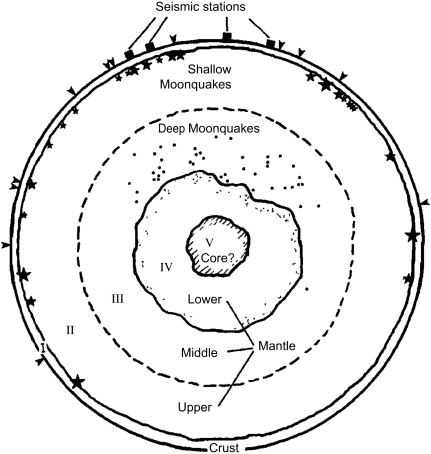 Seismic stations
Shallow
Moonquakes
Deep Moonquakes
V
Core?
IV
Lower
III
II
Middle
Mantle
I
Upper
Crust